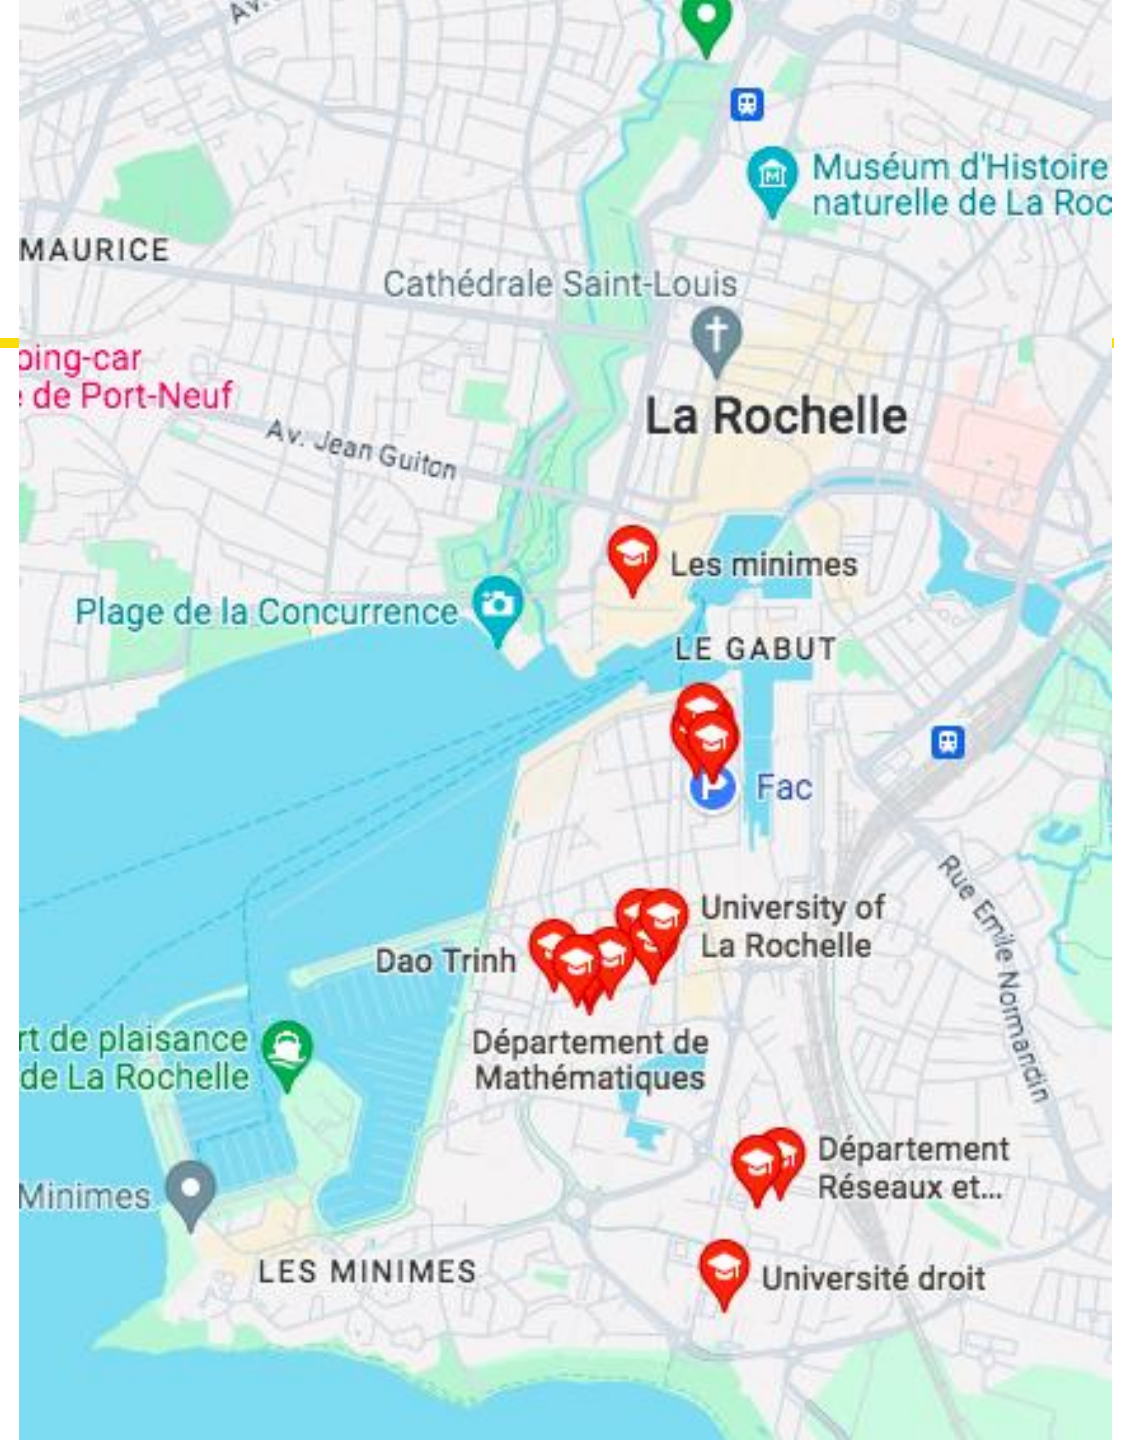 Av.
Muséum d'Histoire
naturelle de La Roc
MAURICE
Cathédrale Saint-Louis
ping-car
de Port-Neuf
La Rochelle
Av. Jean Guiton
Les minimes
Plage de la Concurrence
LE GABUT
P Fac
University of
La Rochelle
Dao Trinh
Rue Emile Normandin
rt de plaisance
de La Rochelle
Département de
Mathématiques
Département
Réseaux et...
Minimes
LES MINIMES
Université droit